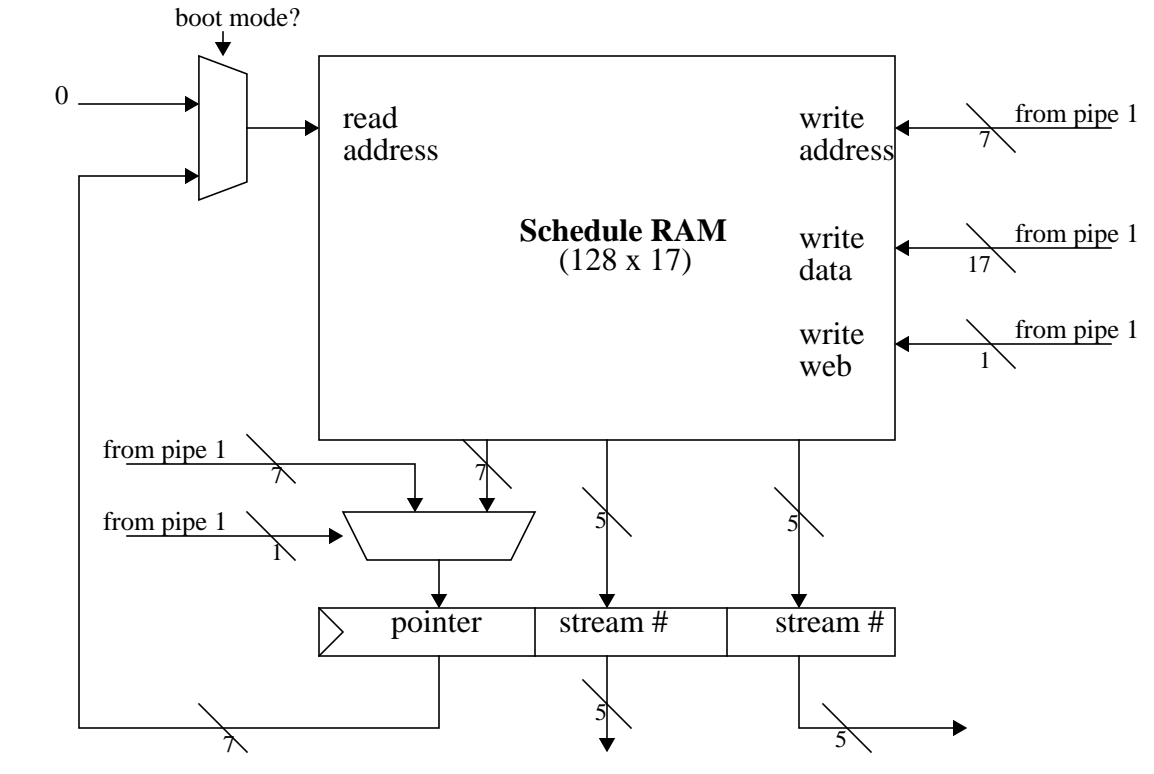 boot mode?
0
read
address
write
address
from pipe 1
7
Schedule RAM
(128 x 17)
write
data
from pipe 1
17
write
web
from pipe 1
1
from pipe 1
7
7
5
5
from pipe 1
1
pointer
stream #
stream #
7
5
5